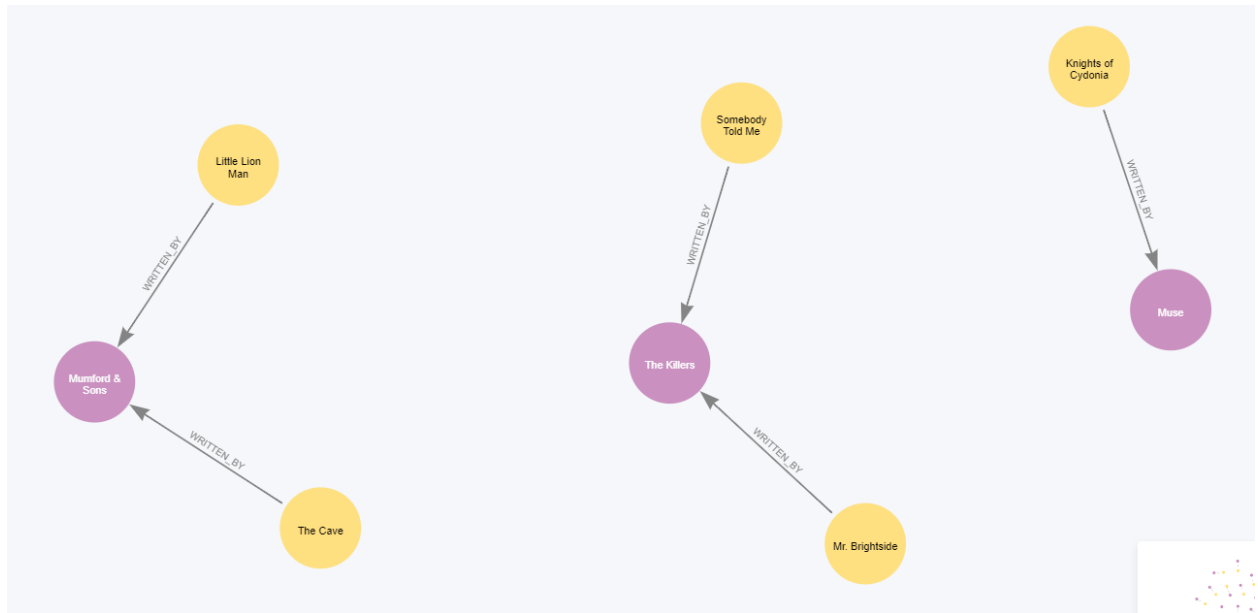 Knights of
Cydonia
Somebody
Told Me
Little Lion
Man
WRITTEN_BY
WRITTEN_BY
WRITTEN_BY
Muse
The Killers
Mumford &
Sons
WRITTEN_BY
WRITTEN_BY
The Cave
Mr. Brightside